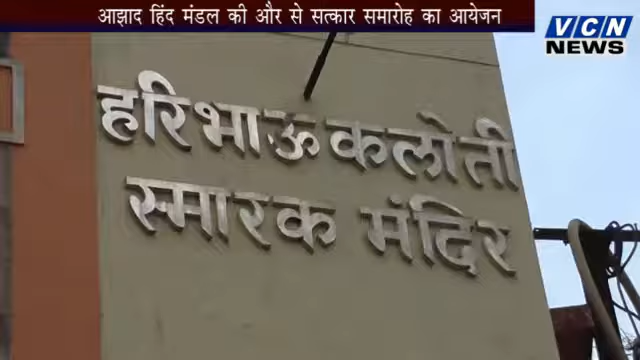 आझाद हिंद मंडल की और से सत्कार समारोह का आयेजन
VCN
NEWS
हरिभाऊ कलोती
स्मारक मंदिर